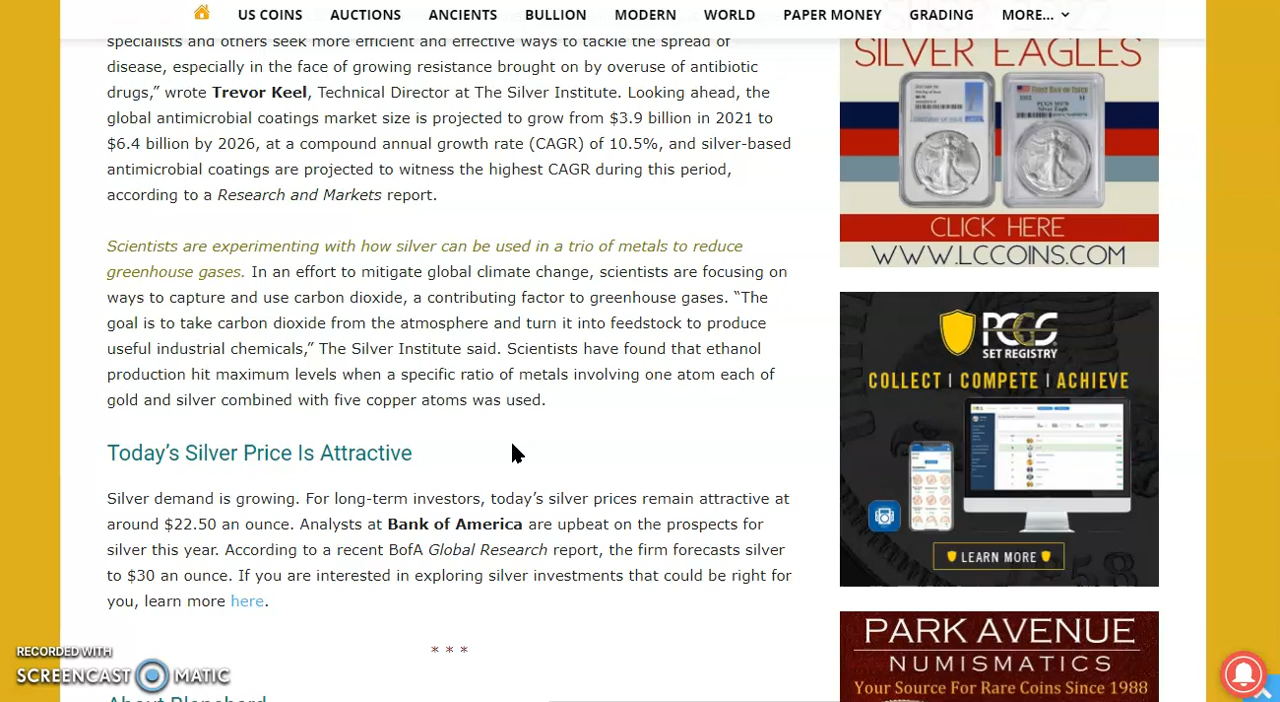 US COINS AUCTIONS ANCIENTS BULLION MODERN WORLD PAPER MONEY GRADING MORE...
specialists and others seek more efficient and effective ways to tackle the spread of
disease, especially in the face of growing resistance brought on by overuse of antibiotic
drugs,” wrote Trevor Keel, Technical Director at The Silver Institute. Looking ahead, the
global antimicrobial coatings market size is projected to grow from $3.9 billion in 2021 to
$6.4 billion by 2026, at a compound annual growth rate (CAGR) of 10.5%, and silver-based
antimicrobial coatings are projected to witness the highest CAGR during this period,
according to a Research and Markets report.
Scientists are experimenting with how silver can be used in a trio of metals to reduce
greenhouse gases. In an effort to mitigate global climate change, scientists are focusing on
ways to capture and use carbon dioxide, a contributing factor to greenhouse gases. “The
goal is to take carbon dioxide from the atmosphere and turn it into feedstock to produce
useful industrial chemicals,” The Silver Institute said. Scientists have found that ethanol
production hit maximum levels when a specific ratio of metals involving one atom each of
gold and silver combined with five copper atoms was used.
Today’s Silver Price Is Attractive
Silver demand is growing. For long-term investors, today’s silver prices remain attractive at
around $22.50 an ounce. Analysts at Bank of America are upbeat on the prospects for
silver this year. According to a recent BofA Global Research report, the firm forecasts silver
to $30 an ounce. If you are interested in exploring silver investments that could be right for
you, learn more here.
* * *
About Blanchard
SILVER EAGLES
First Day of Issue
CLICK HERE
WWW.LCCOINS.COM
PCGS
SET REGISTRY
COLLECT | COMPETE | ACHIEVE
LEARN MORE
PARK AVENUE
NUMISMATICS
Your Source For Rare Coins Since 1988
RECORDED WITH
SCREENCAST MATIC